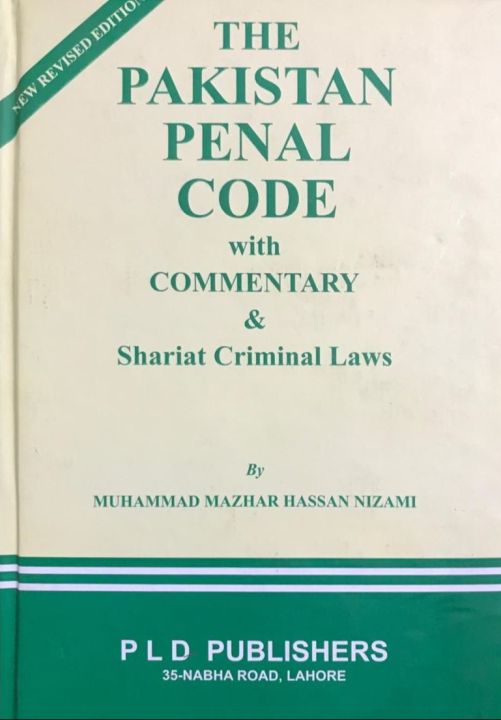 NEW REVISED EDITION
THE
PAKISTAN
PENAL
CODE
with
COMMENTARY
&
Shariat Criminal Laws
By
MUHAMMAD MAZHAR HASSAN NIZAMI
P L D PUBLISHERS
35-NABHA ROAD, LAHORE